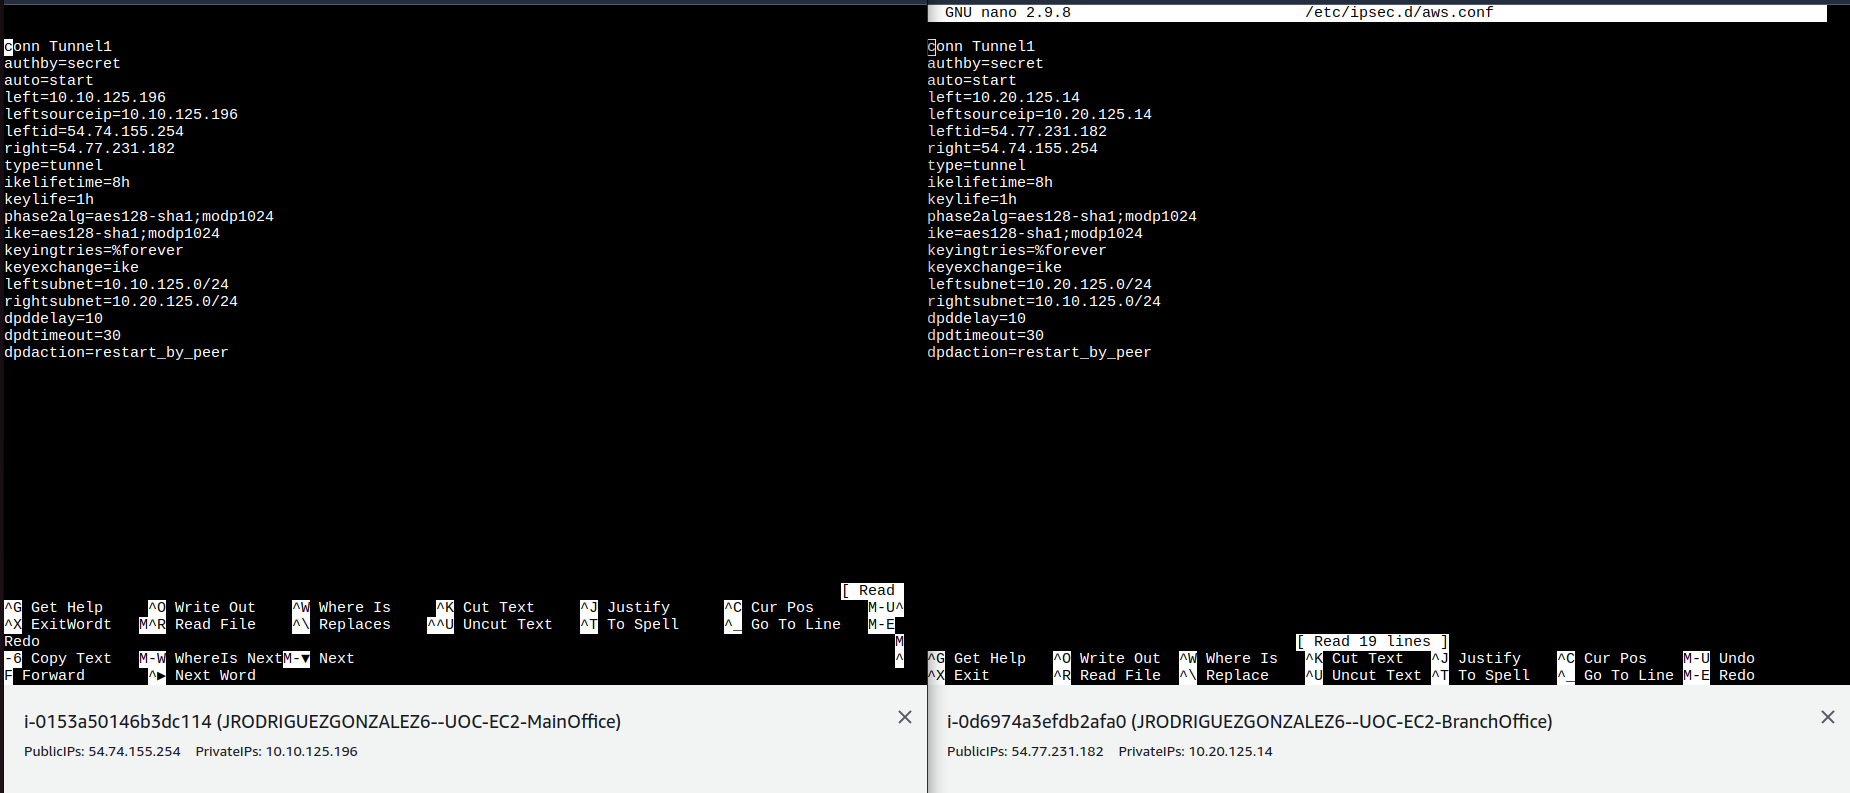 conn Tunnel1
authby=secret
auto=start
left=10.10.125.196
leftsourceip=10.10.125.196
leftid=54.74.155.254
right=54.77.231.182
type=tunnel
ikelifetime=8h
keylife=1h
phase2alg=aes128-sha1;modp1024
ike=aes128-sha1;modp1024
keyingtries=%forever
keyexchange=ike
leftsubnet=10.10.125.0/24
rightsubnet=10.20.125.0/24
dpddelay=10
dpdtimeout=30
dpdaction=restart_by_peer
[ Read
^G Get Help ^O Write Out ^W Where Is ^K Cut Text ^J Justify ^C Cur Pos M-U^
^X ExitWordt M^R Read File ^\ Replaces ^^U Uncut Text ^T To Spell ^_ Go To Line M-E
Redo M
-6 Copy Text M-W WhereIs NextM-▼ Next ^
F Forward ^▶ Next Word
i-0153a50146b3dc114 (JRODRIGUEZGONZALEZ6--UOC-EC2-MainOffice)
PublicIPs: 54.74.155.254 PrivateIPs: 10.10.125.196
GNU nano 2.9.8 /etc/ipsec.d/aws.conf
conn Tunnel1
authby=secret
auto=start
left=10.20.125.14
leftsourceip=10.20.125.14
leftid=54.77.231.182
right=54.74.155.254
type=tunnel
ikelifetime=8h
keylife=1h
phase2alg=aes128-sha1;modp1024
ike=aes128-sha1;modp1024
keyingtries=%forever
keyexchange=ike
leftsubnet=10.20.125.0/24
rightsubnet=10.10.125.0/24
dpddelay=10
dpdtimeout=30
dpdaction=restart_by_peer
[ Read 19 lines ]
^G Get Help ^O Write Out ^W Where Is ^K Cut Text ^J Justify ^C Cur Pos M-U Undo
^X Exit ^R Read File ^\ Replace ^U Uncut Text ^T To Spell ^_ Go To Line M-E Redo
i-0d6974a3efdb2afa0 (JRODRIGUEZGONZALEZ6--UOC-EC2-BranchOffice)
PublicIPs: 54.77.231.182 PrivateIPs: 10.20.125.14